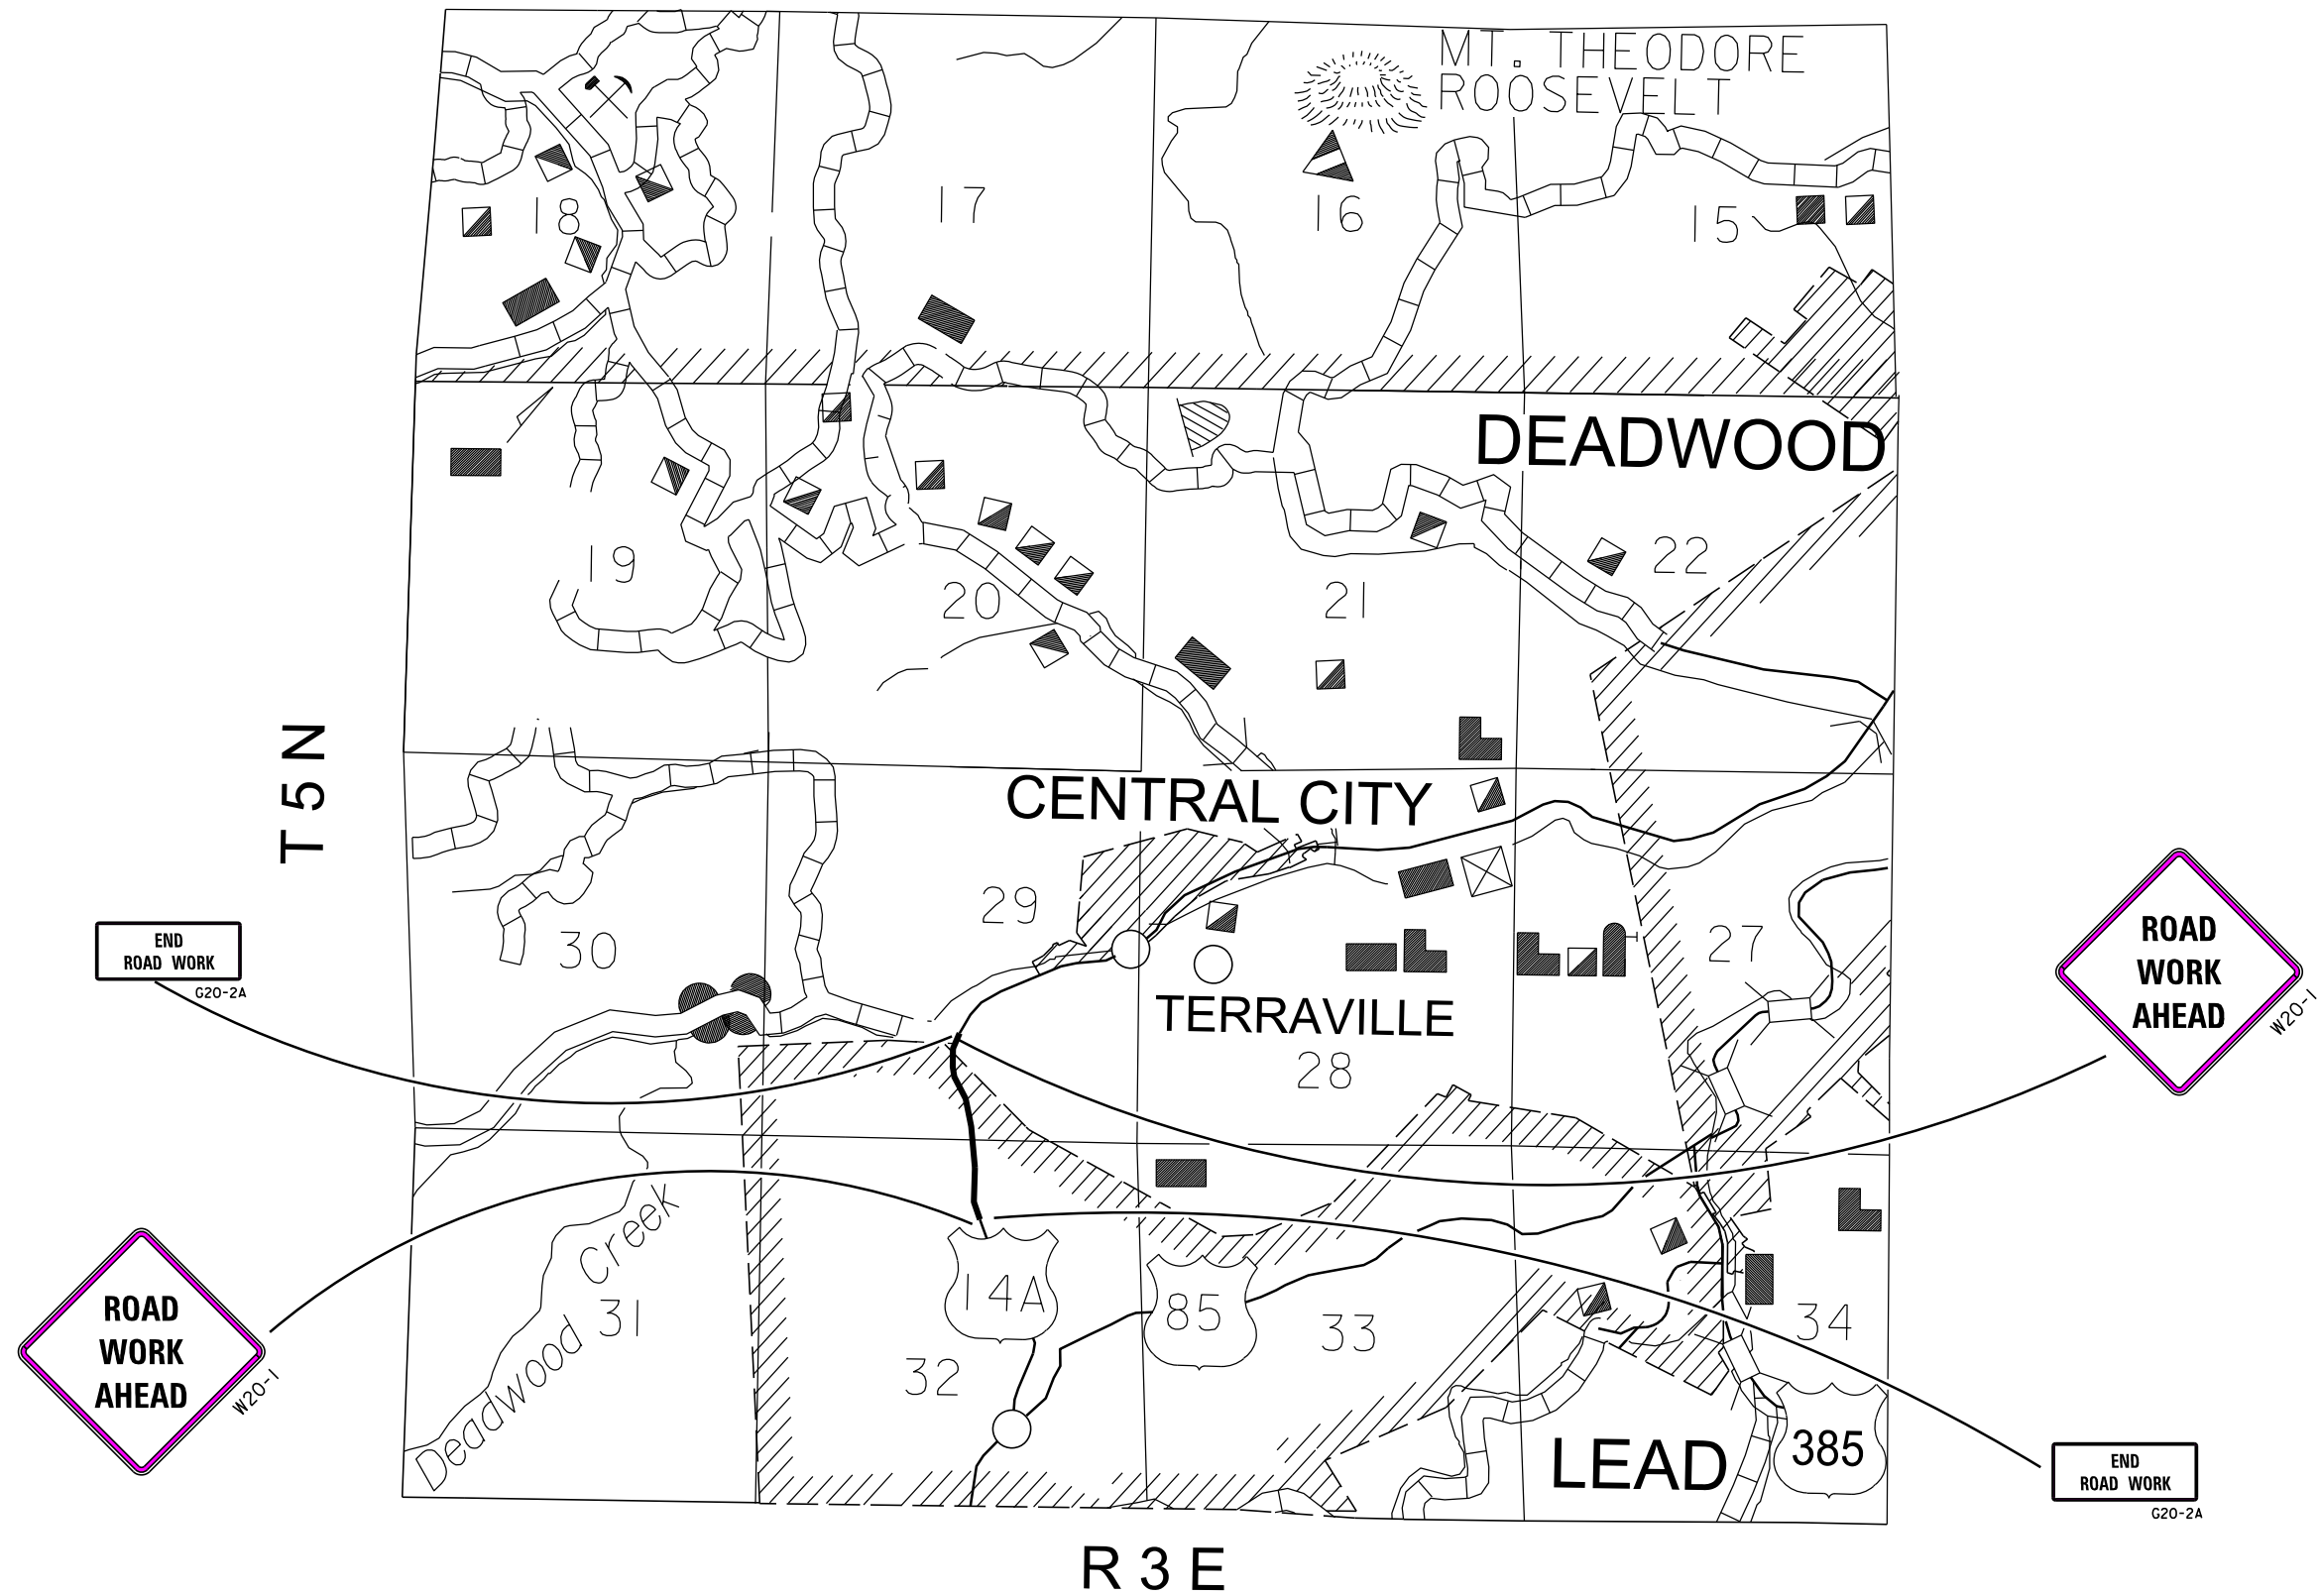 MT. THEODORE
ROOSEVELT
18
17
16
15
DEADWOOD
19
20
21
22
T 5 N
CENTRAL CITY
30
29
27
TERRAVILLE
28
END
ROAD WORK
G20-2A
ROAD
WORK
AHEAD
W20-1
Deadwood Creek
31
32
14A
85
33
34
ROAD
WORK
AHEAD
W20-1
LEAD
385
END
ROAD WORK
G20-2A
R 3 E